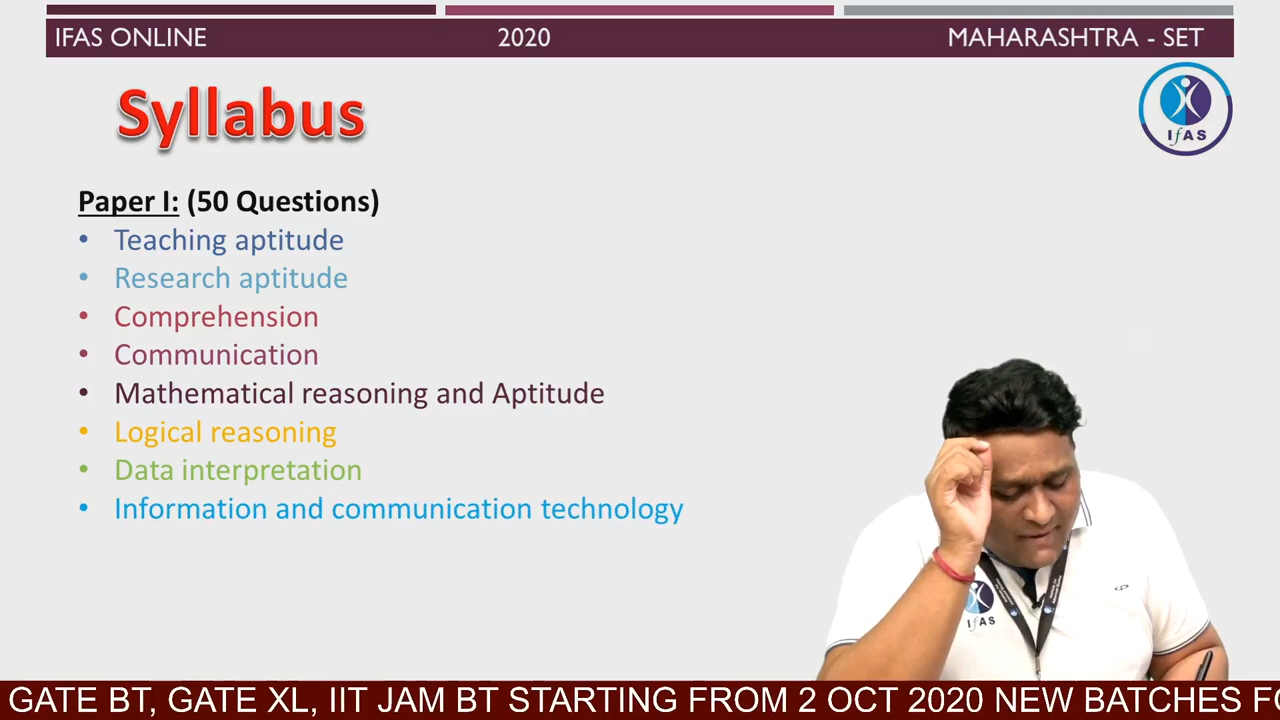 IFAS ONLINE 2020 MAHARASHTRA - SET
Syllabus
IfAS
Paper I: (50 Questions)
• Teaching aptitude
• Research aptitude
• Comprehension
• Communication
• Mathematical reasoning and Aptitude
• Logical reasoning
• Data interpretation
• Information and communication technology
IfAS
GATE BT, GATE XL, IIT JAM BT STARTING FROM 2 OCT 2020 NEW BATCHES